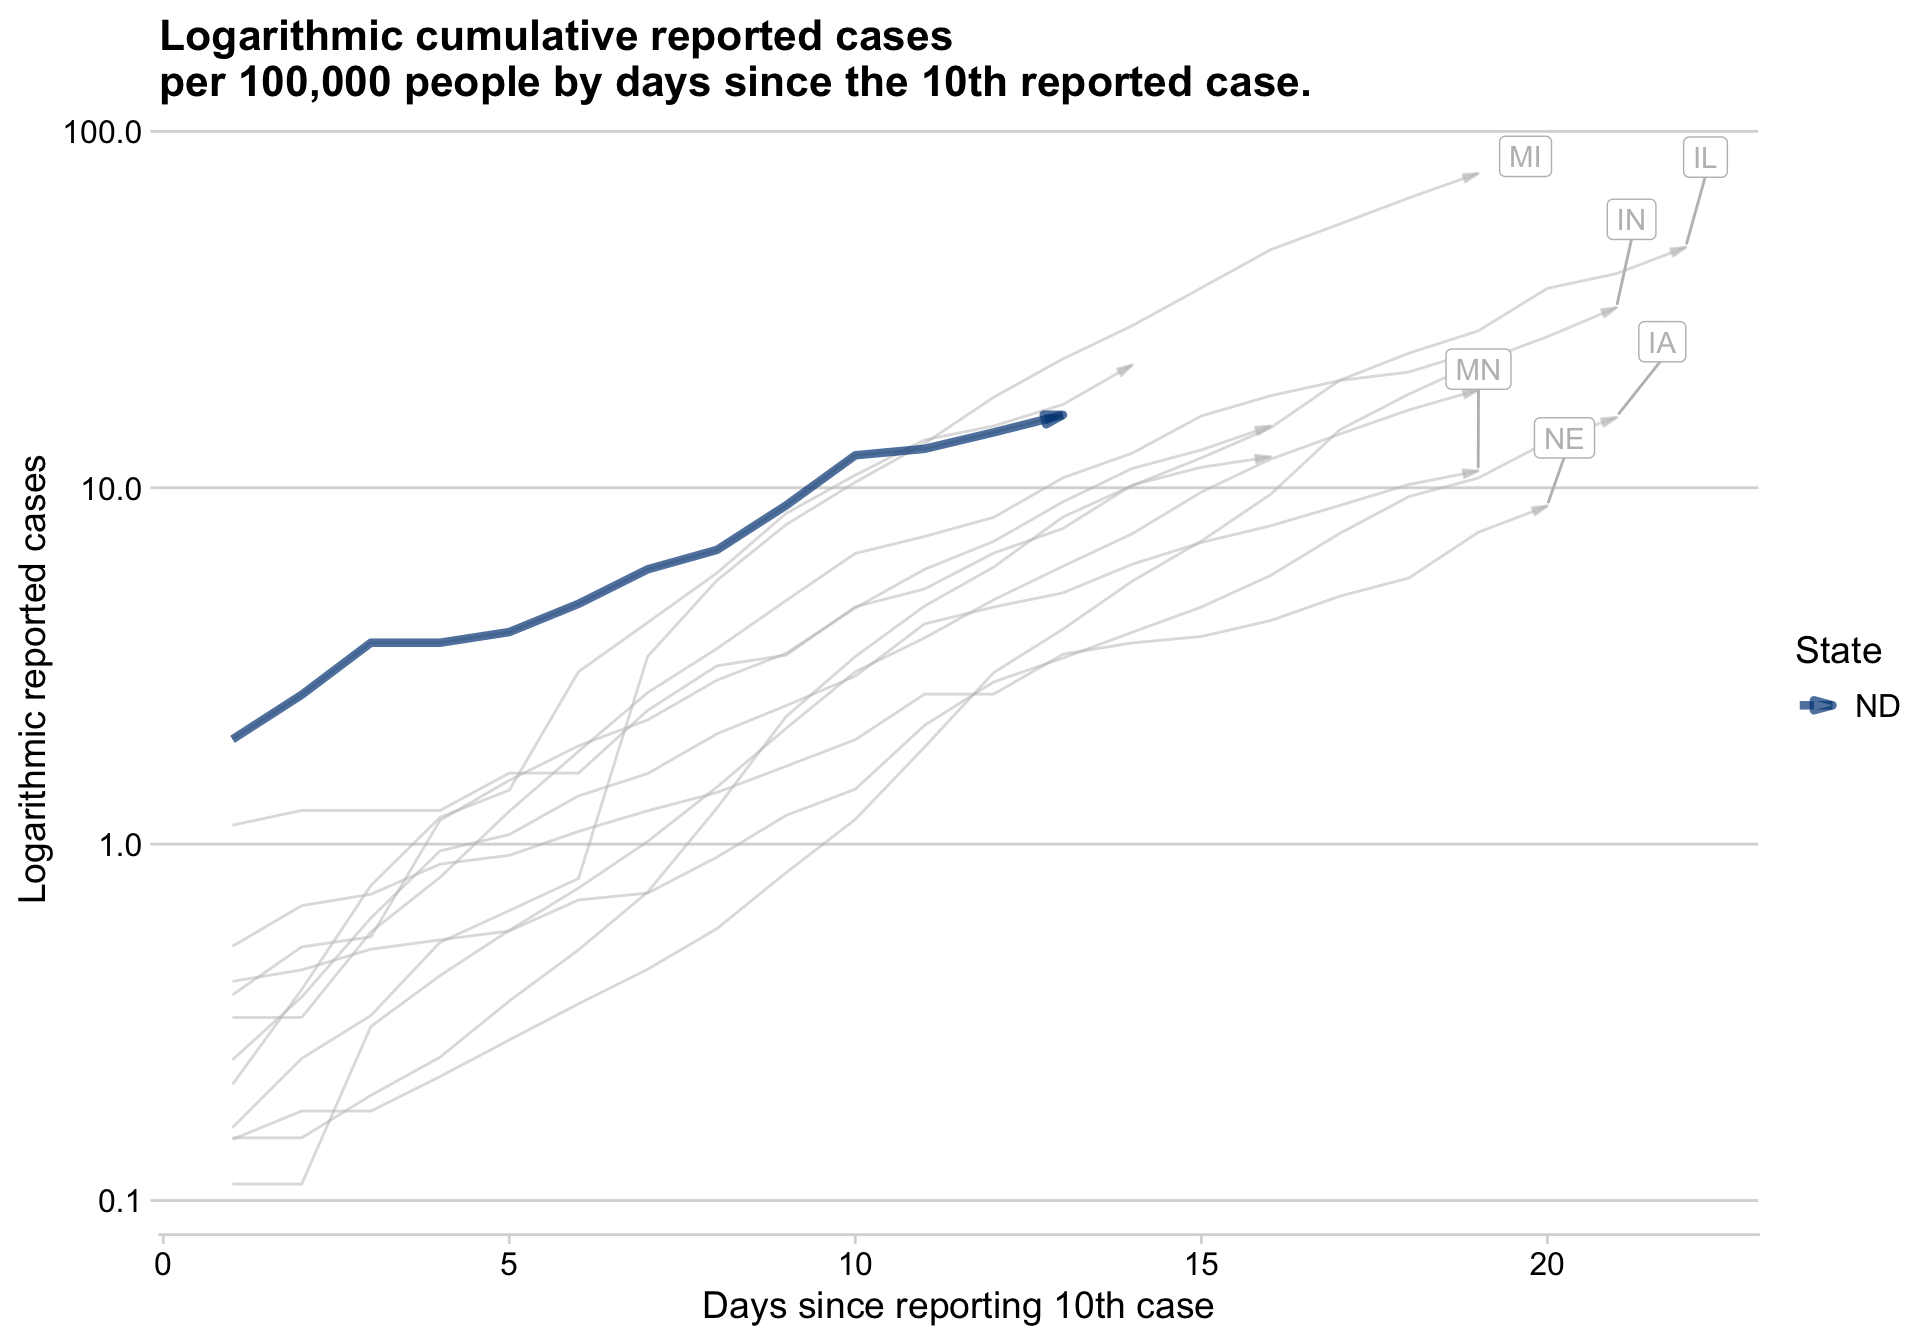 Logarithmic cumulative reported cases
per 100,000 people by days since the 10th reported case.
100.0
10.0
1.0
0.1
Logarithmic reported cases
MI
IL
IN
IA
MN
NE
State
ND
0
5
10
15
20
Days since reporting 10th case